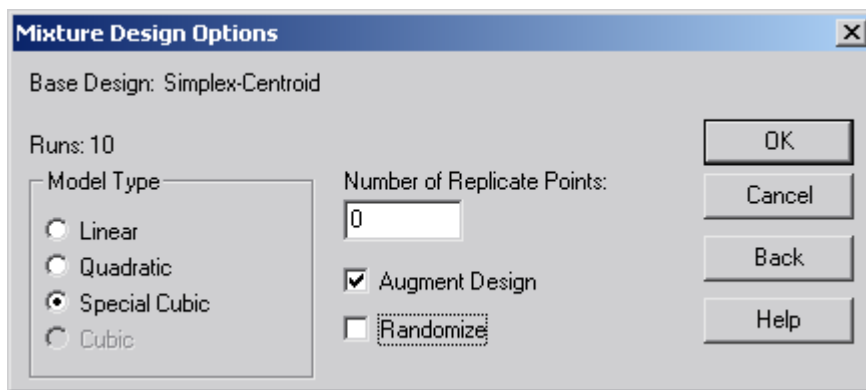 Mixture Design Options
Base Design: Simplex-Centroid
Runs: 10
Model Type
Linear
Quadratic
Special Cubic
Cubic
Number of Replicate Points:
0
Augment Design
Randomize
OK
Cancel
Back
Help